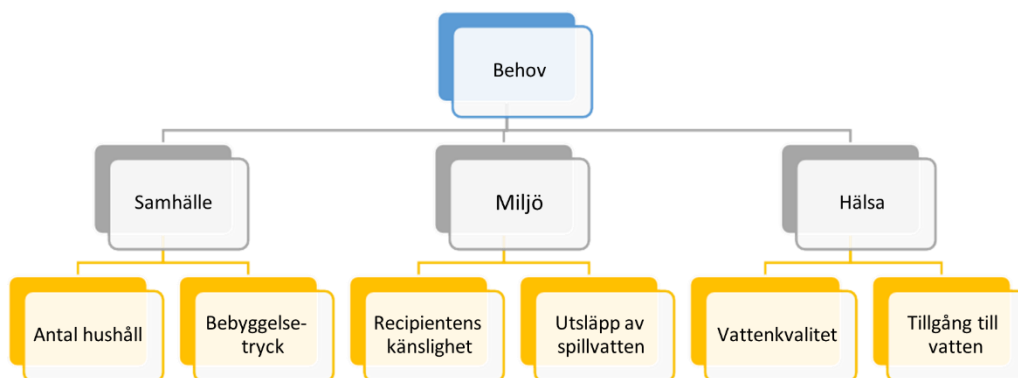 Behov
Samhälle
Miljö
Hälsa
Antal hushåll
Bebyggelse-
tryck
Recipientens
känslighet
Utsläpp av
spillvatten
Vattenkvalitet
Tillgång till
vatten